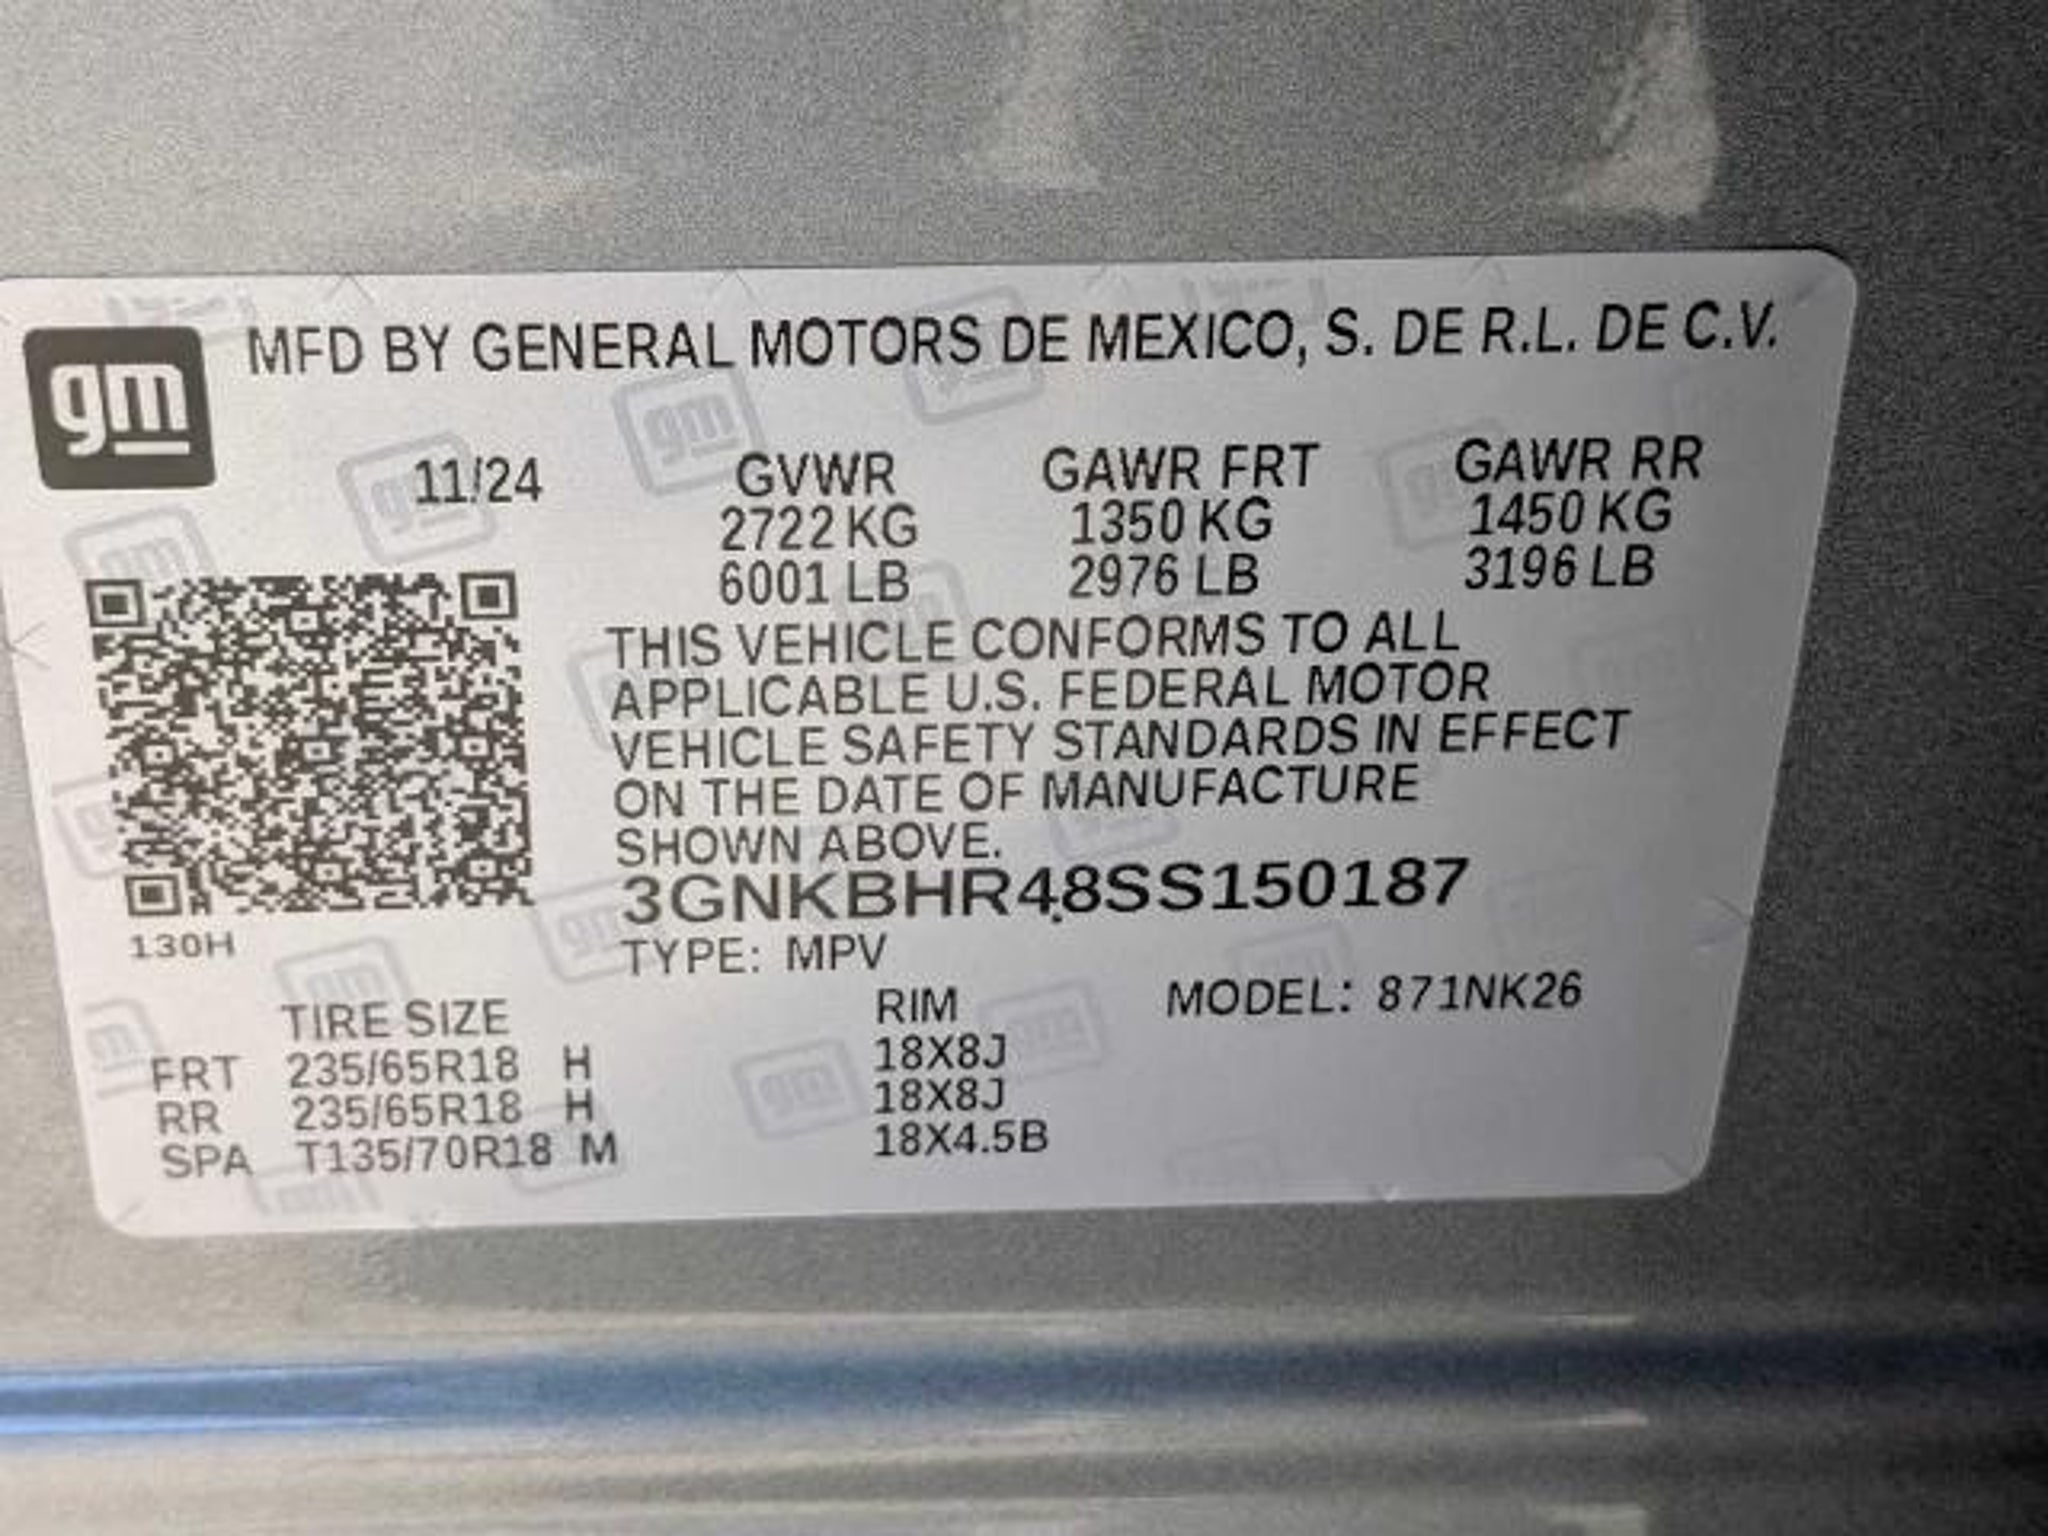 gm MFD BY GENERAL MOTORS DE MEXICO, S. DE R.L. DE C.V.
11/24 GVWR GAWR FRT GAWR RR
2722 KG 1350 KG 1450 KG
6001 LB 2976 LB 3196 LB
THIS VEHICLE CONFORMS TO ALL
APPLICABLE U.S. FEDERAL MOTOR
VEHICLE SAFETY STANDARDS IN EFFECT
ON THE DATE OF MANUFACTURE
SHOWN ABOVE.
3GNKBHR48SS150187
130H TYPE: MPV
TIRE SIZE RIM MODEL: 871NK26
FRT 235/65R18 H 18X8J
RR 235/65R18 H 18X8J
SPA T135/70R18 M 18X4.5B